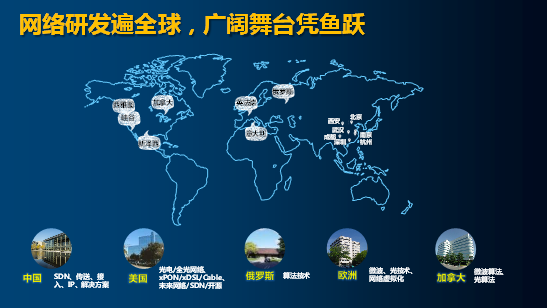 网络研发遍全球，广阔舞台凭鱼跃
西雅图
硅谷
加拿大
新泽西
英法德
俄罗斯
意大利
北京
西安
武汉
成都
深圳
南京
杭州
中国
SDN、传送、接
入、IP、解决方案
美国
光电/全光网络、
xPON/xDSL/Cable、
未来网络/SDN/开源
俄罗斯
算法技术
欧洲
微波、光技术、
网络虚拟化
加拿大
微波算法、
光算法